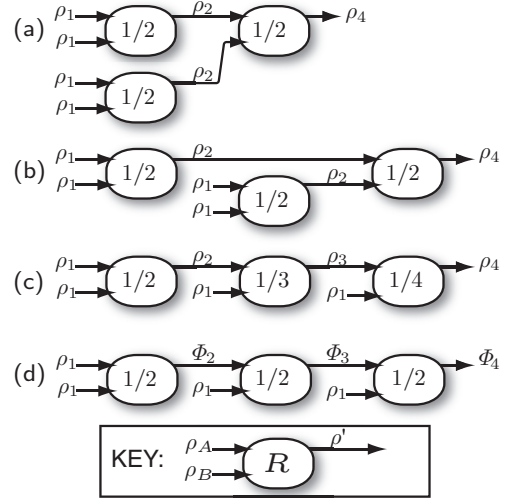 (a) ρ₁ ρ₁ 1/2 ρ₂ 1/2 ρ₄
ρ₁ ρ₁ 1/2 ρ₂
(b) ρ₁ ρ₁ 1/2 ρ₂ 1/2 ρ₄
ρ₁ ρ₁ 1/2 ρ₂
(c) ρ₁ ρ₁ 1/2 ρ₂ ρ₁ 1/3 ρ₃ ρ₁ 1/4 ρ₄
(d) ρ₁ ρ₁ 1/2 Φ₂ ρ₁ 1/2 Φ₃ ρ₁ 1/2 Φ₄
KEY: ρ_A ρ_B R ρ'